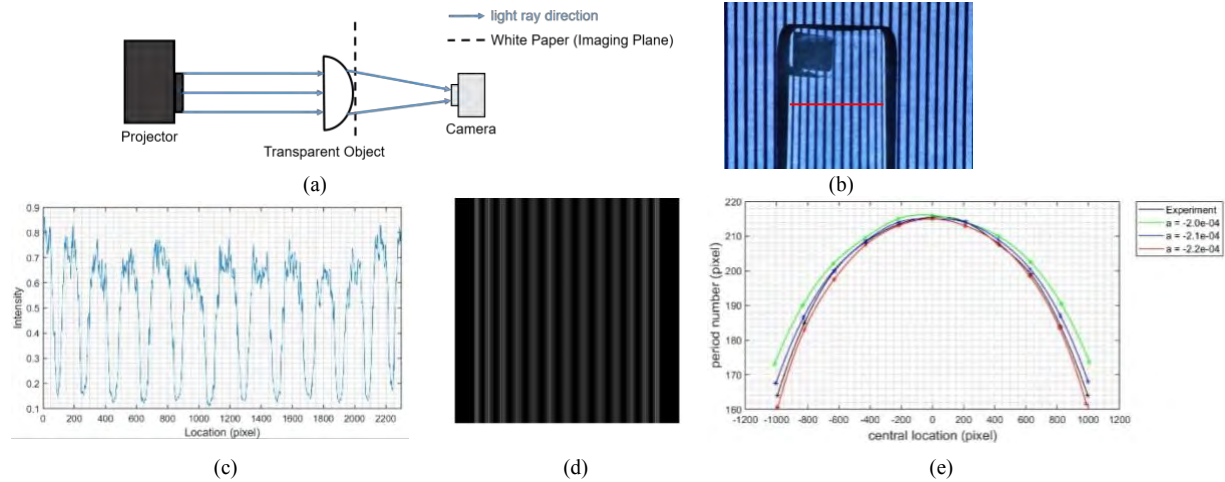 light ray direction
White Paper (Imaging Plane)
Projector
Transparent Object
Camera
(a)
(b)
0.9
0.8
0.7
0.6
0.5
0.4
0.3
0.2
0.1
Intensity
0 200 400 600 800 1000 1200 1400 1600 1800 2000 2200
Location (pixel)
(c)
(d)
220
210
200
190
180
170
160
period number (pixel)
-1200 -1000 -800 -600 -400 -200 0 200 400 600 800 1000 1200
central location (pixel)
Experiment
a = -2.0e-04
a = -2.1e-04
a = -2.2e-04
(e)